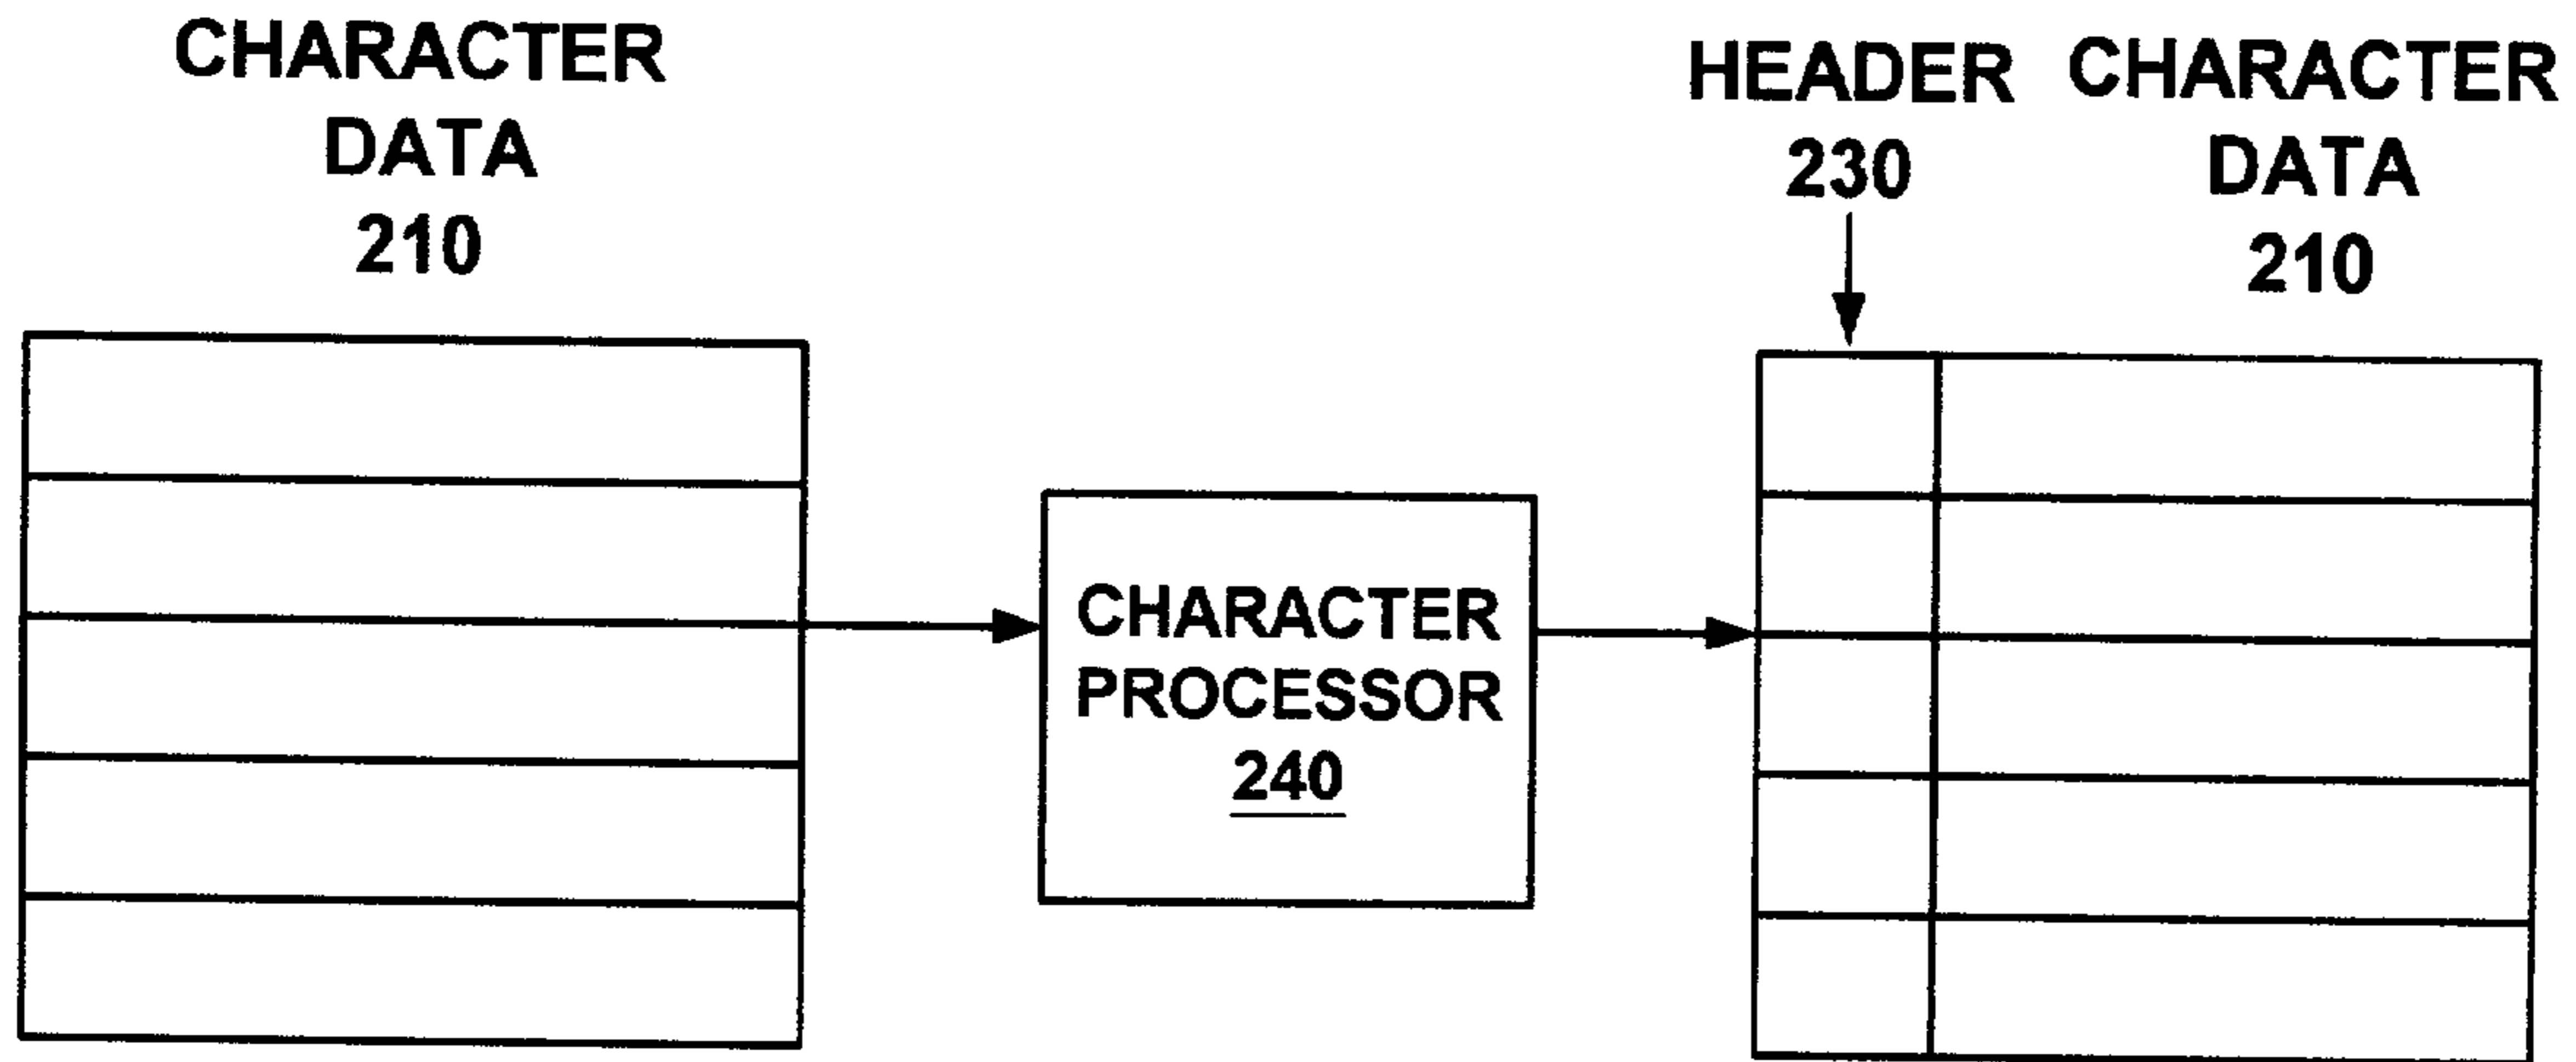 CHARACTER
DATA
210
HEADER
230
CHARACTER
DATA
210
CHARACTER
PROCESSOR
240